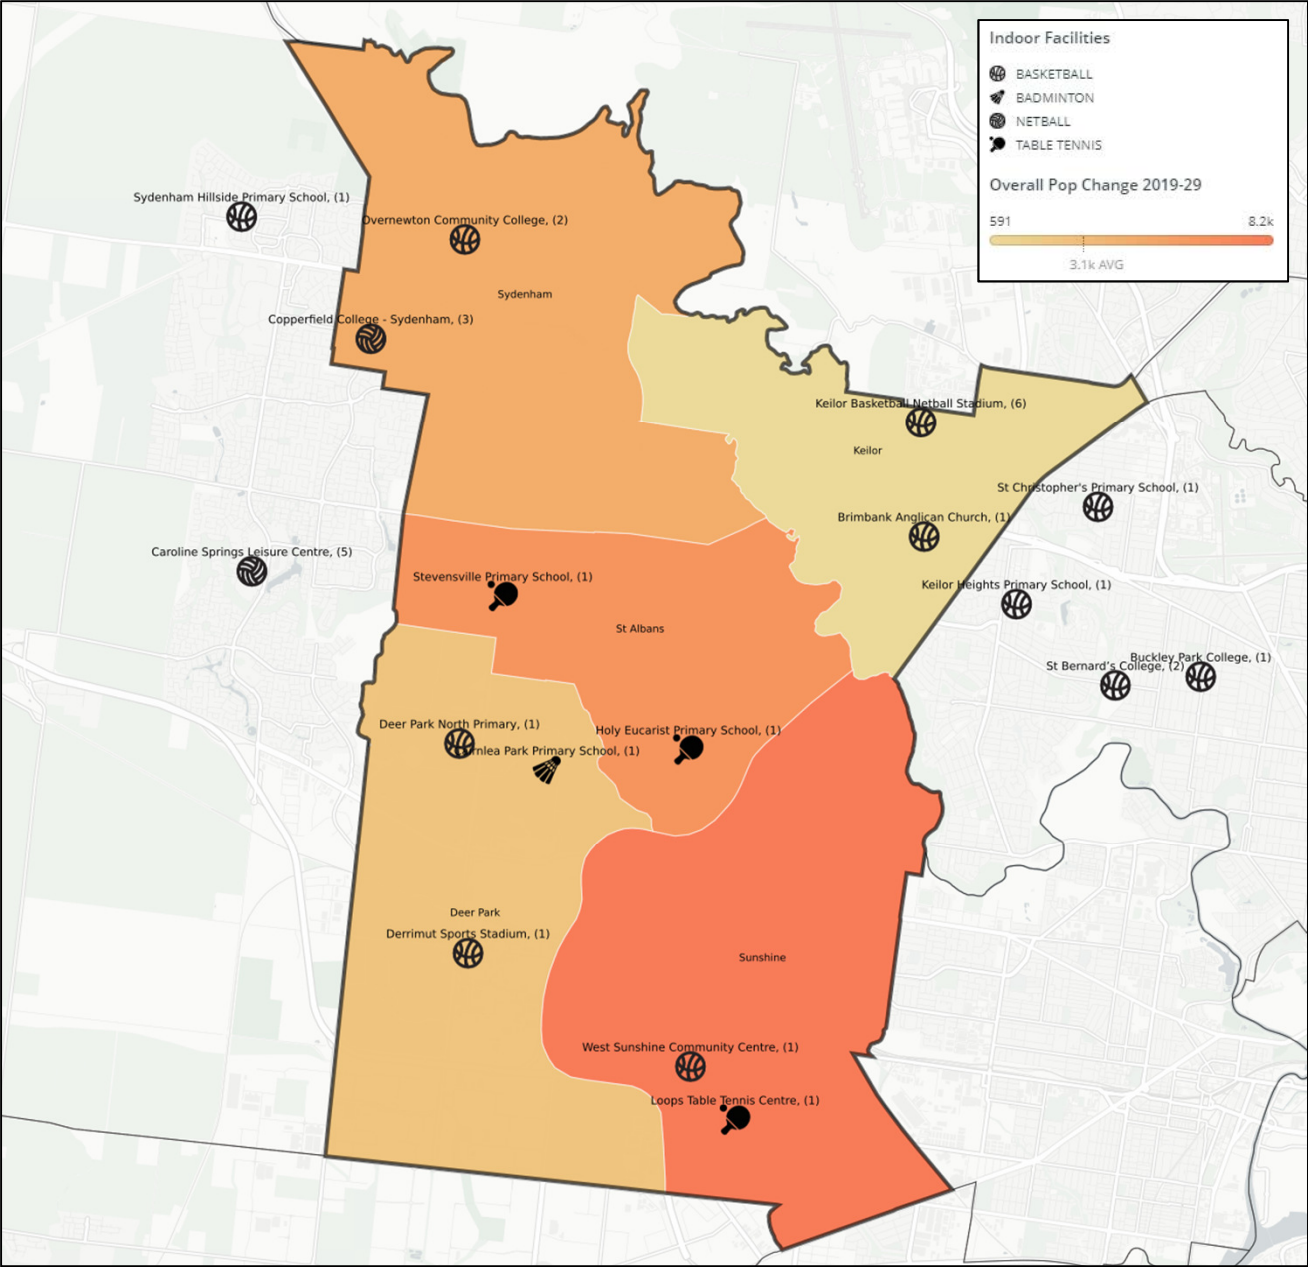 Indoor Facilities
BASKETBALL
BADMINTON
NETBALL
TABLE TENNIS
Overall Pop Change 2019-29
591 8.2k
3.1k AVG
Sydenham Hillside Primary School, (1)
Overnewton Community College, (2)
Sydenham
Copperfield College - Sydenham, (3)
Keilor Basketball Netball Stadium, (6)
Keilor
St Christopher's Primary School, (1)
Brimbank Anglican Church, (1)
Caroline Springs Leisure Centre, (5)
Stevensville Primary School, (1)
Keilor Heights Primary School, (1)
St Albans
Buckley Park College, (1)
St Bernard's College, (2)
Deer Park North Primary, (1)
Holy Eucarist Primary School, (1)
Park Primary School, (1)
Deer Park
Derrimut Sports Stadium, (1)
Sunshine
West Sunshine Community Centre, (1)
Loops Table Tennis Centre, (1)